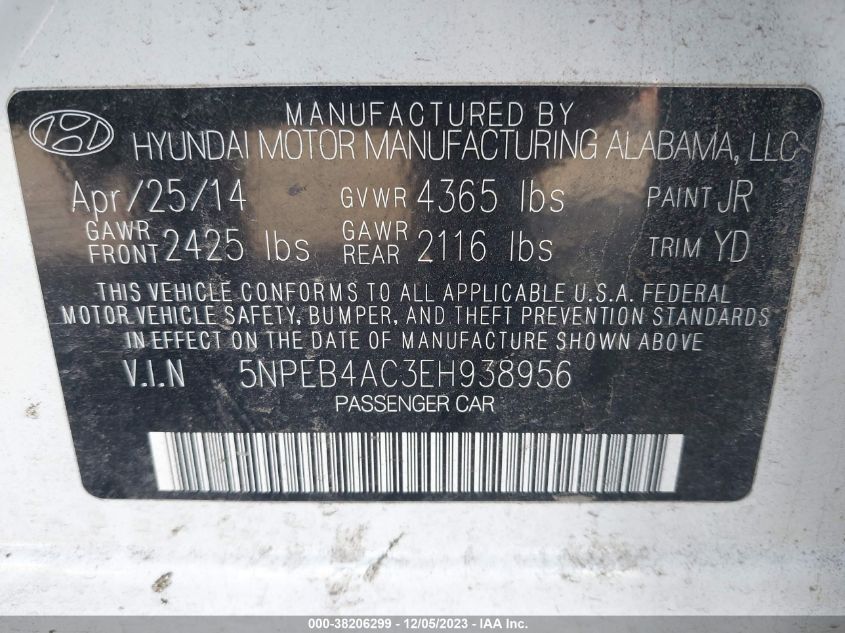 MANUFACTURED BY
HYUNDAI MOTOR MANUFACTURING ALABAMA, LLC
Apr/25/14 GVWR 4365 lbs PAINT JR
GAWR FRONT 2425 lbs GAWR REAR 2116 lbs TRIM YD
THIS VEHICLE CONFORMS TO ALL APPLICABLE U.S.A. FEDERAL
MOTOR VEHICLE SAFETY, BUMPER, AND THEFT PREVENTION STANDARDS
IN EFFECT ON THE DATE OF MANUFACTURE SHOWN ABOVE.
V.I.N 5NPEB4AC3EH938956
PASSENGER CAR
000-38206299 - 12/05/2023 - IAA Inc.